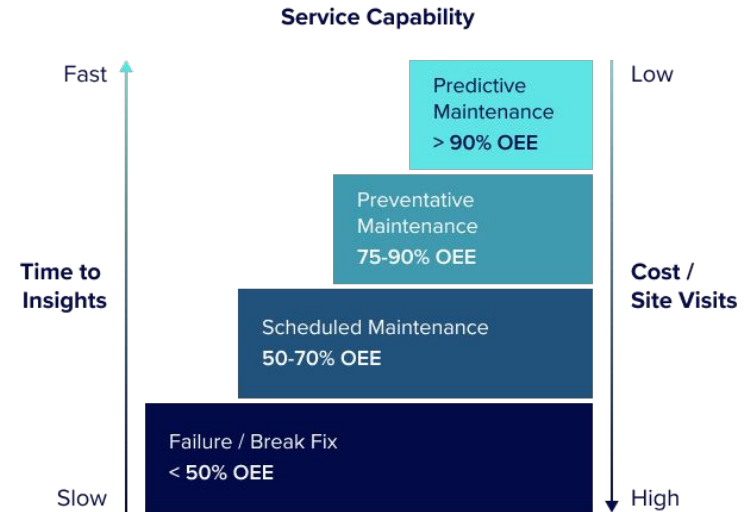 Service Capability
Fast
Low
Predictive
Maintenance
> 90% OEE
Preventative
Maintenance
75-90% OEE
Time to
Insights
Cost /
Site Visits
Scheduled Maintenance
50-70% OEE
Failure / Break Fix
< 50% OEE
Slow
High